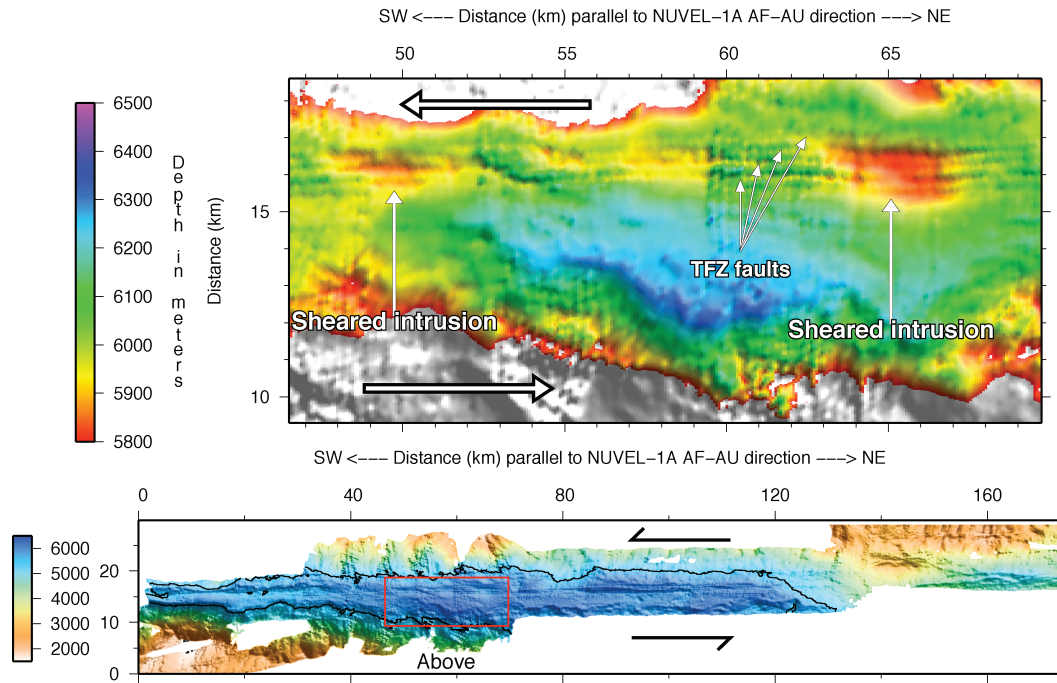 SW <--- Distance (km) parallel to NUVEL-1A AF-AU direction ---> NE
50 55 60 65
6500
6400
6300
6200
6100
6000
5900
5800
Depth in meters
Distance (km)
15
10
TFZ faults
Sheared intrusion
Sheared intrusion
SW <--- Distance (km) parallel to NUVEL-1A AF-AU direction ---> NE
0 40 80 120 160
6000
5000
4000
3000
2000
20
10
0
Above